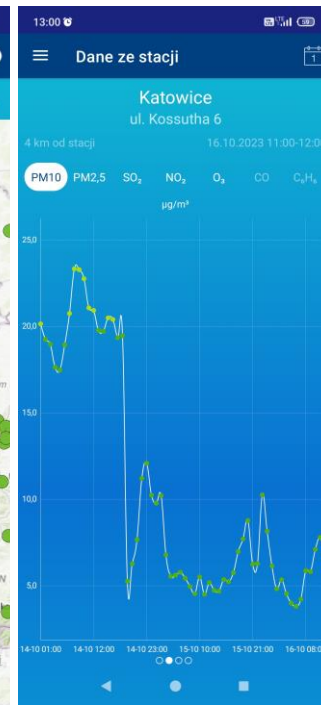 13:00
Dane ze stacji
1
Katowice
ul. Kossutha 6
4 km od stacji 16.10.2023 11:00-12:0
PM10 PM2,5 SO₂ NO₂ O₃ CO C₆H₆
µg/m³
25,0
20,0
10,0
5,0
14-10 01:00 14-10 12:00 14-10 23:00 15-10 10:00 15-10 21:00 16-10 08:0